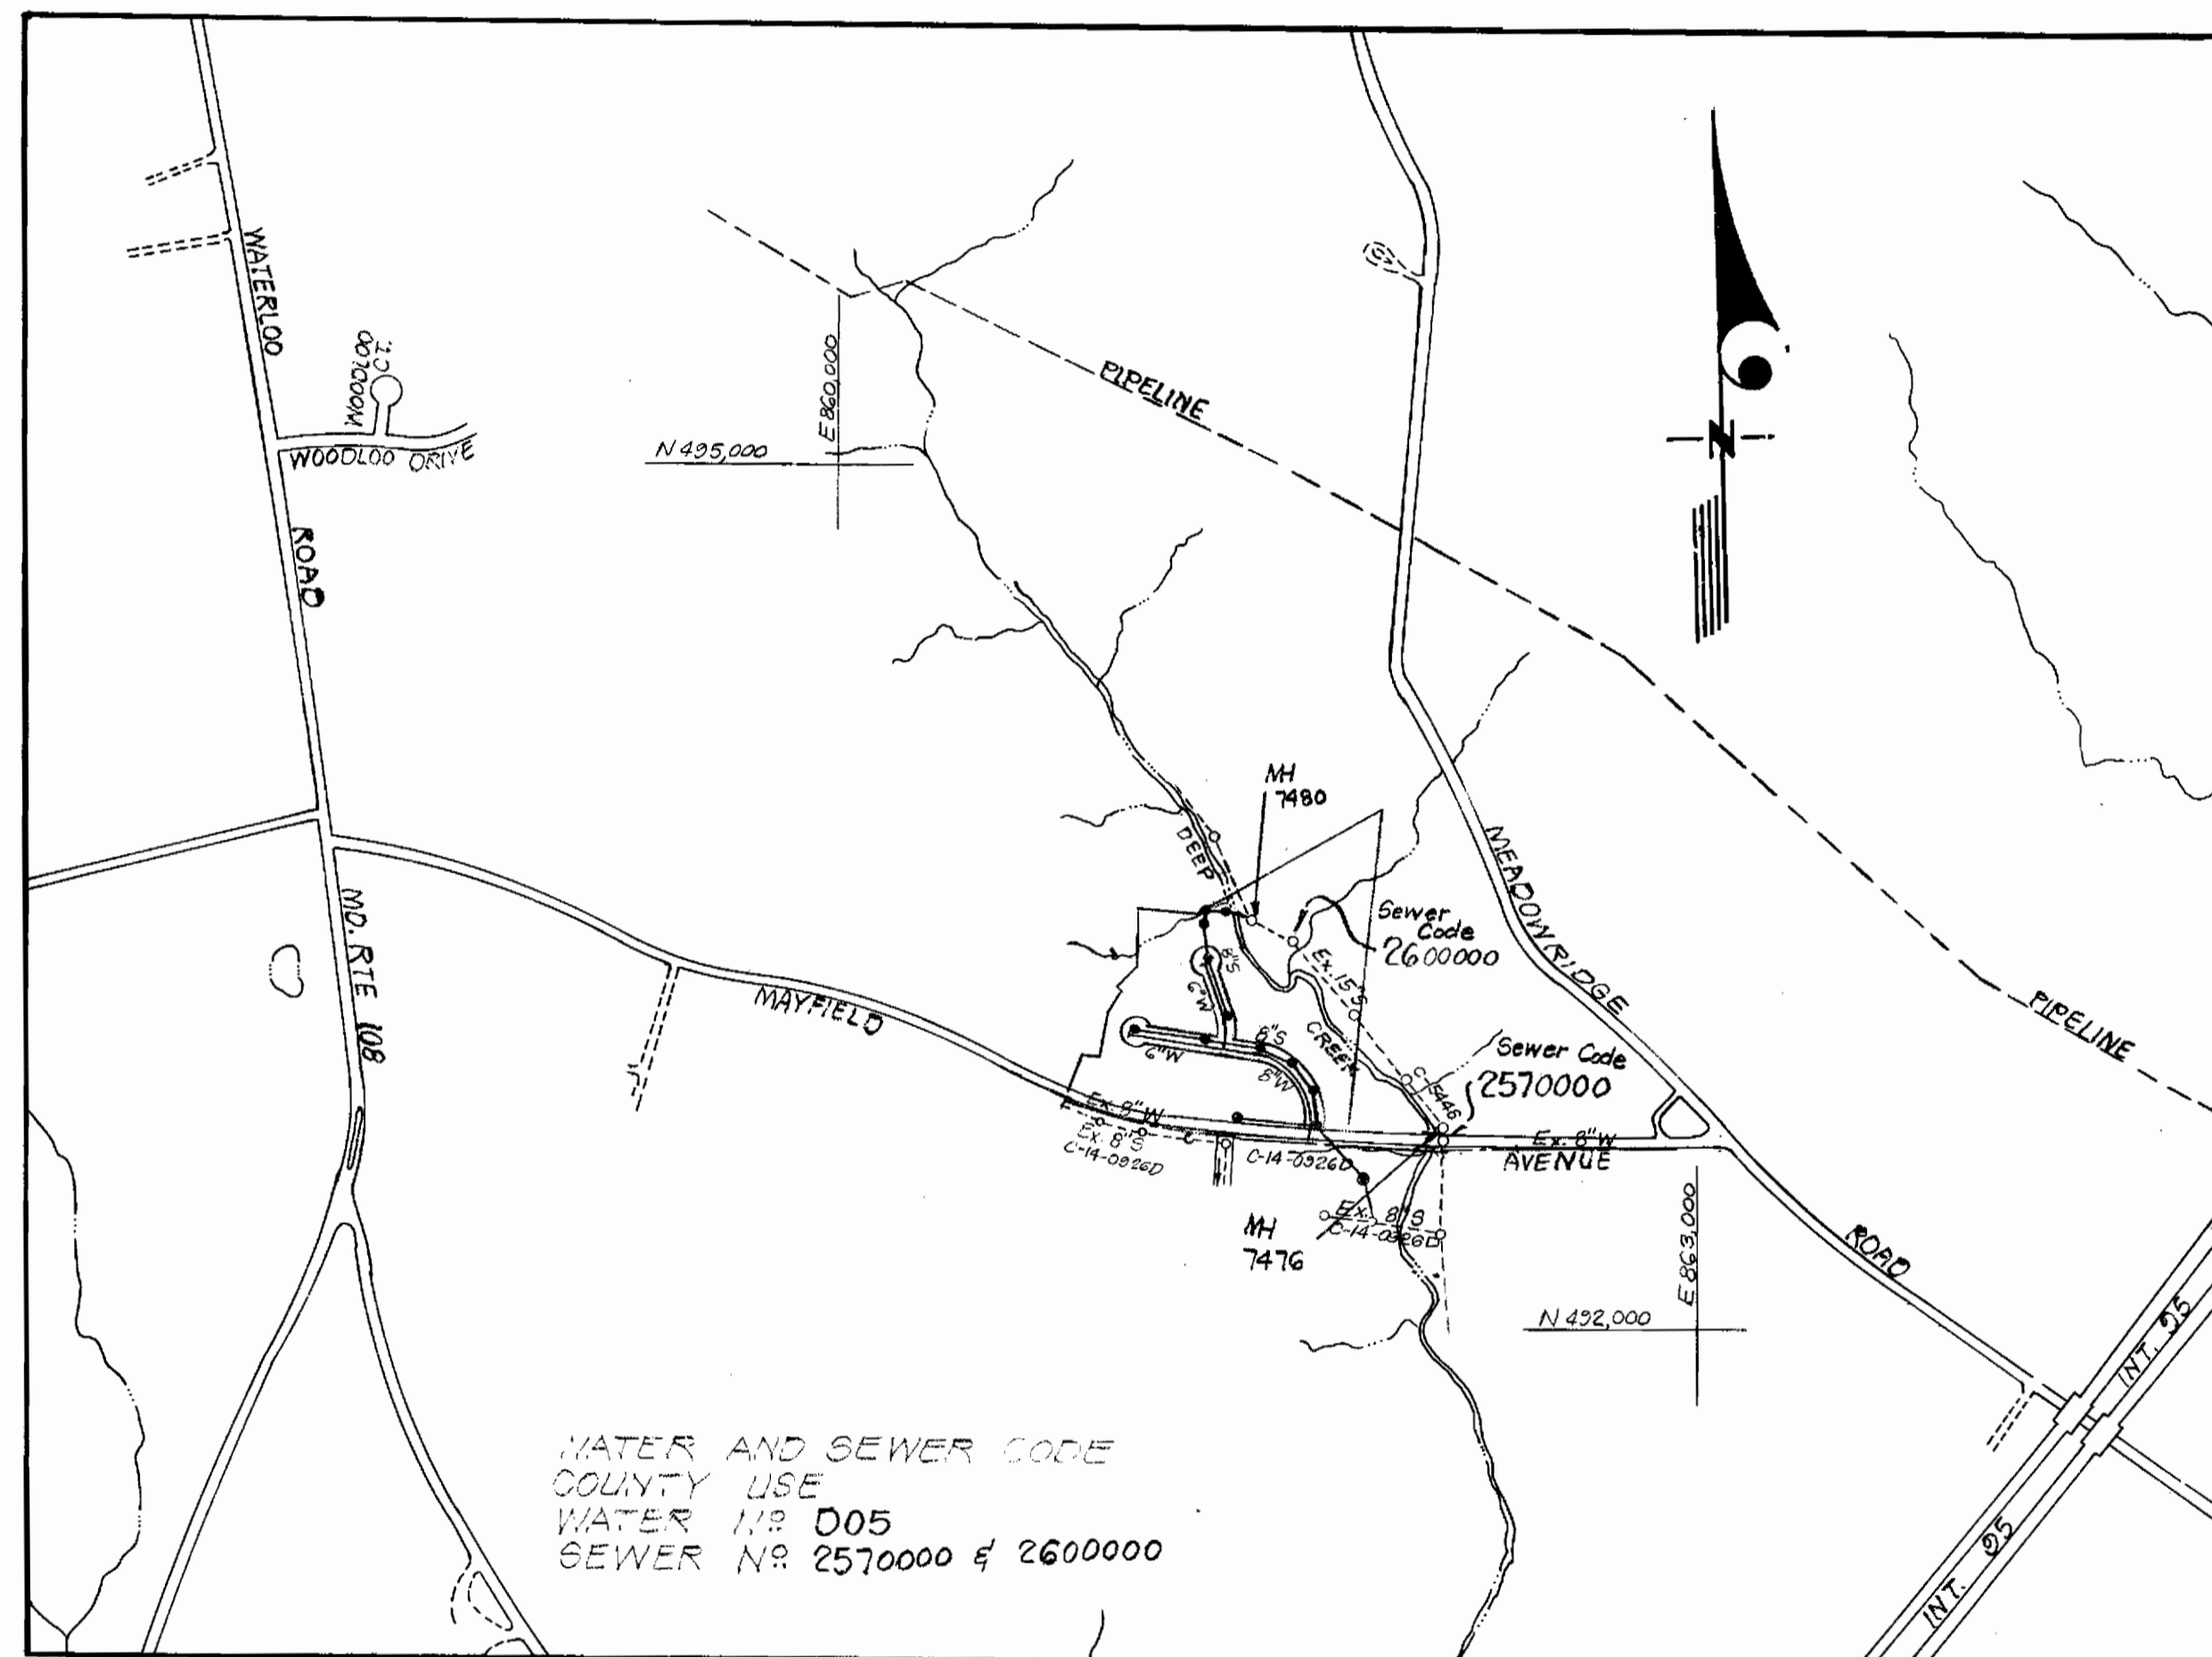 WATERLOO
ROAD
WOODLOO
CT.
WOODLOO DRIVE
E 860,000
N 495,000
PIPELINE
N
MD. RTE 108
MAYFIELD
AVENUE
MH
7480
DEEP
CREEK
Sewer
Code
2600000
Ex. 15"S
8"S
6"W
6"W
8"S
8"W
C-5446
Sewer Code
2570000
MEADOWRIDGE
ROAD
PIPELINE
Ex. 8"W
Ex. 8"S
C-14-0926D
C-14-0926D
Ex. 8"W
Ex. 8"S
C-14-0926D
MH
7476
E 863,000
N 492,000
INT. 95
INT. 95
WATER AND SEWER CODE
COUNTY USE
WATER Nº D05
SEWER Nº 2570000 & 2600000